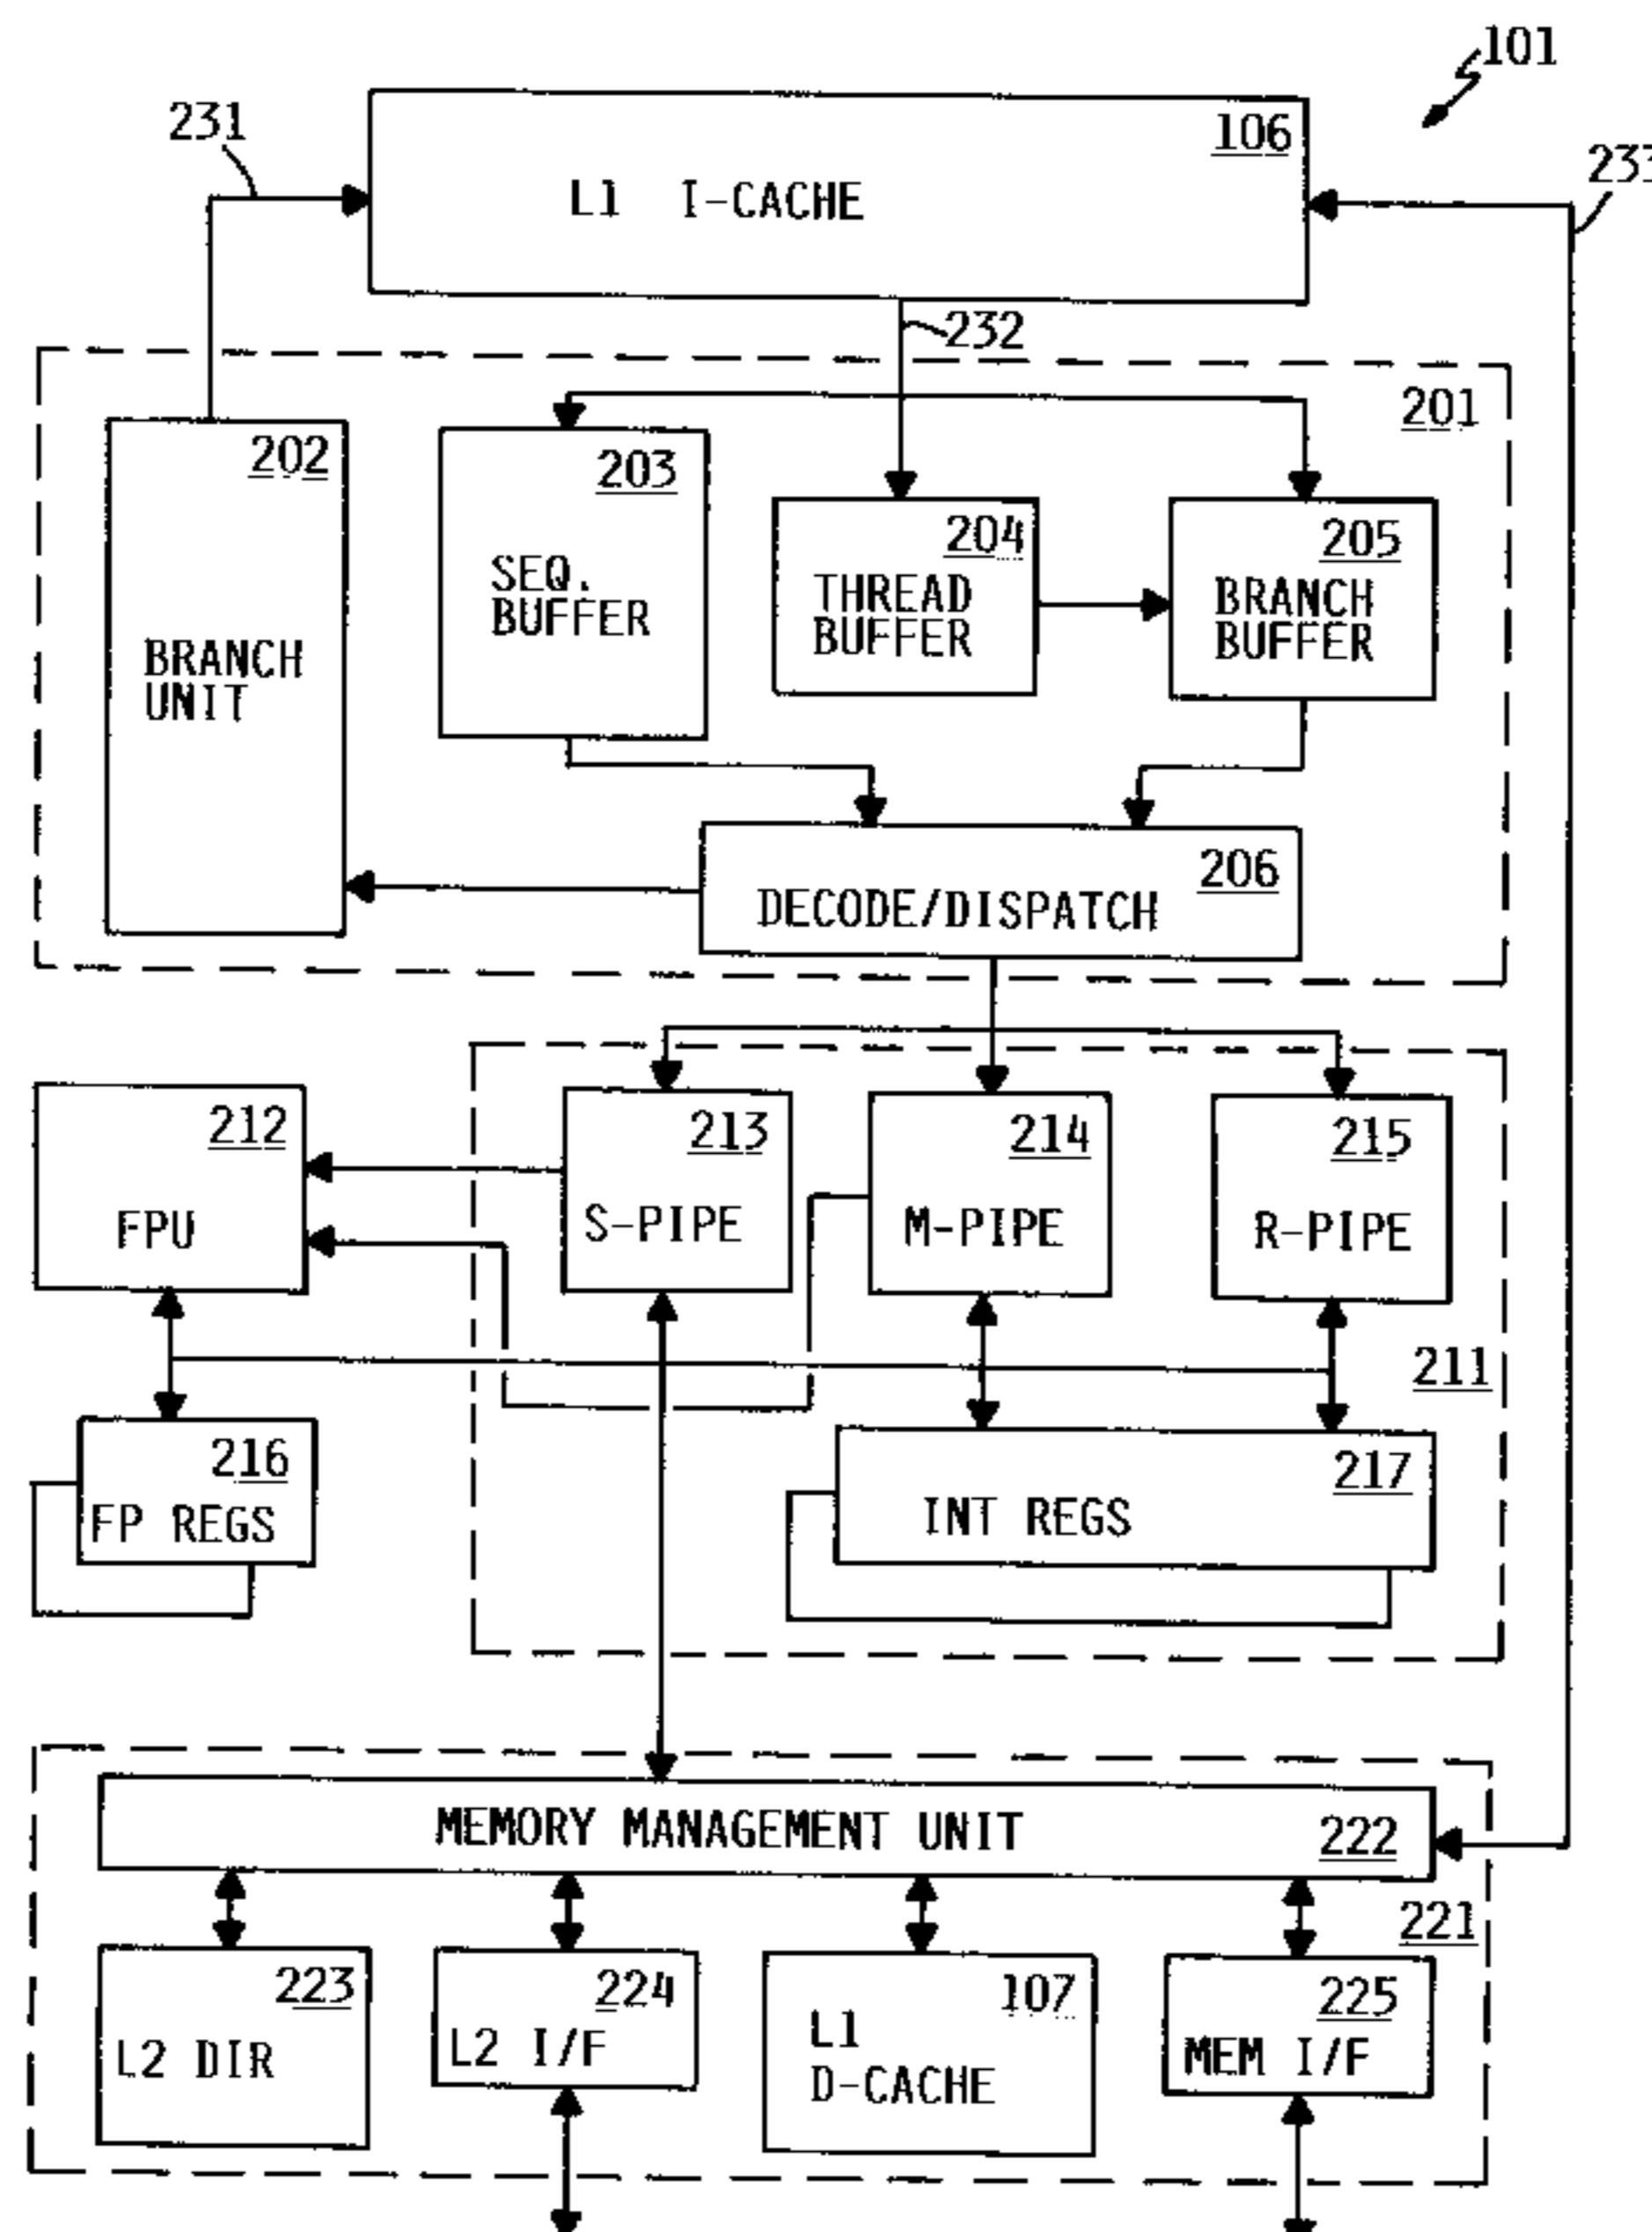 101
231
106
233
L1 I-CACHE
232
201
202
203
204
205
SEQ.
BUFFER
THREAD
BUFFER
BRANCH
BUFFER
BRANCH
UNIT
206
DECODE/DISPATCH
212
213
214
215
FPU
S-PIPE
M-PIPE
R-PIPE
211
216
217
FP REGS
INT REGS
MEMORY MANAGEMENT UNIT
222
221
223
224
107
225
L2 DIR
L2 I/F
L1
D-CACHE
MEM I/F